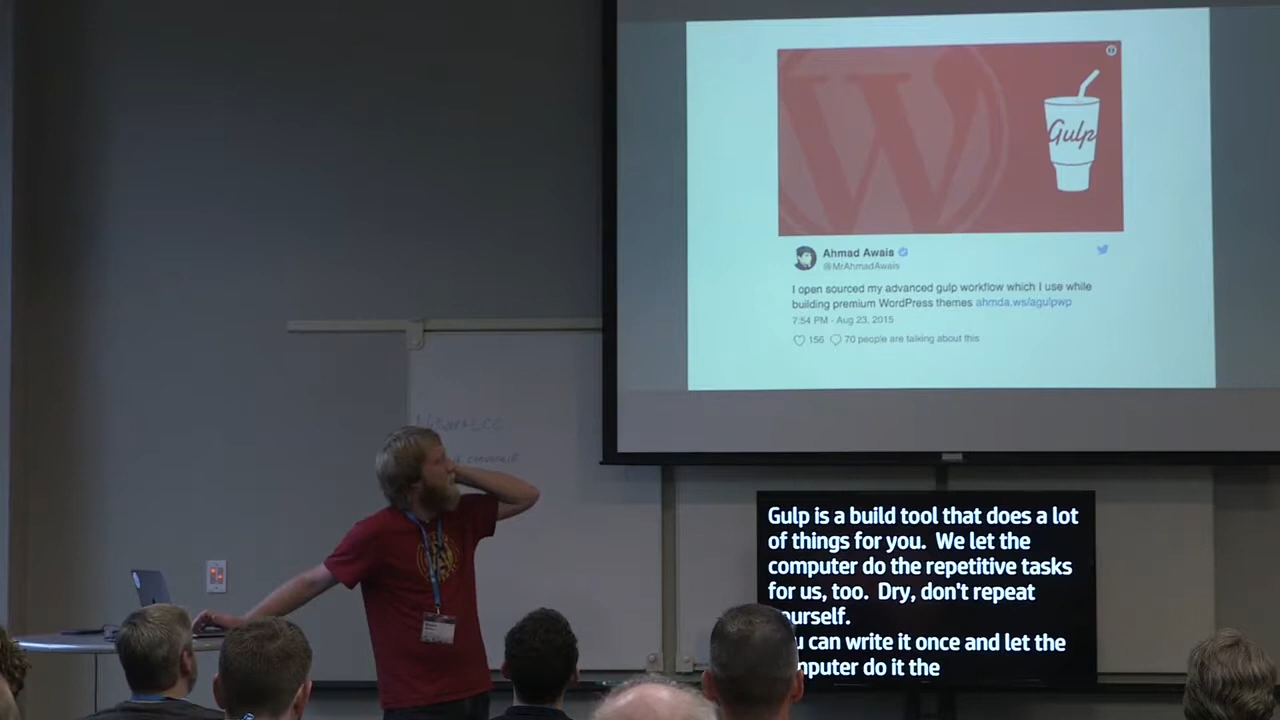 W
Gulp
Ahmad Awais
@MrAhmadAwais
I open sourced my advanced gulp workflow which I use while
building premium WordPress themes ahmda.ws/agulpwp
7:54 PM - Aug 23, 2015
156 70 people are talking about this
Gulp is a build tool that does a lot
of things for you. We let the
computer do the repetitive tasks
for us, too. Dry, don't repeat
ourself.
u can write it once and let the
mputer do it the